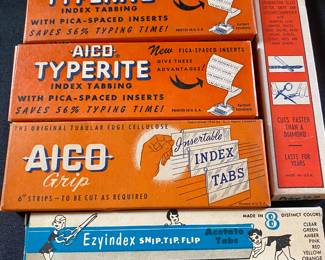 TYPERITE
INDEX TABBING
WITH PICA-SPACED INSERTS
SAVES 56% TYPING TIME!
AICO
TYPERITE
INDEX TABBING
WITH PICA-SPACED INSERTS
SAVES 56% TYPING TIME!
New PICA-SPACED INSERTS
GIVE THESE
ADVANTAGES!
THE ORIGINAL TUBULAR EDGE CELLULOSE
AICO
Grip
6" STRIPS—TO BE CUT AS REQUIRED
Insertable
INDEX
TABS
CUTS FASTER
THAN A
DIAMOND
LASTS FOR
YEARS
Ezyindex SNIP, TIP, FLIP
Acetate
Tabs
MADE IN 8 DISTINCT COLORS
CLEAR
GREEN
AMBER
PINK
RED
YELLOW
ORANGE